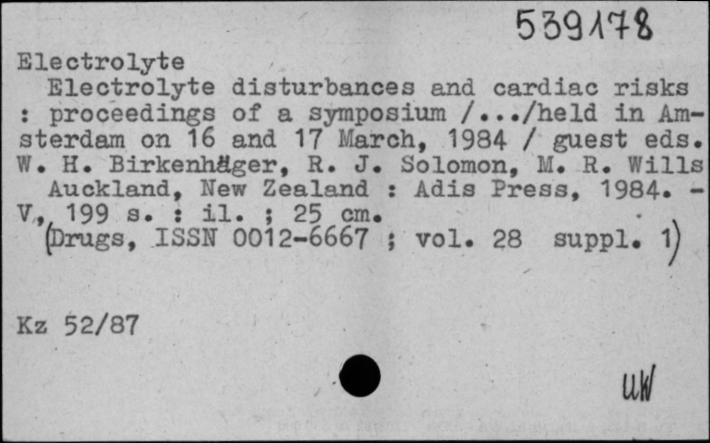 539178
Electrolyte
Electrolyte disturbances and cardiac risks
: proceedings of a symposium /.../held in Am-
sterdam on 16 and 17 March, 1984 / guest eds.
W. H. Birkenhäger, R. J. Solomon, M. R. Wills
Auckland, New Zealand : Adis Press, 1984. -
V, 199 s. : il. ; 25 cm.
(Drugs, ISSN 0012-6667 ; vol. 28 suppl. 1)
Kz 52/87
uW